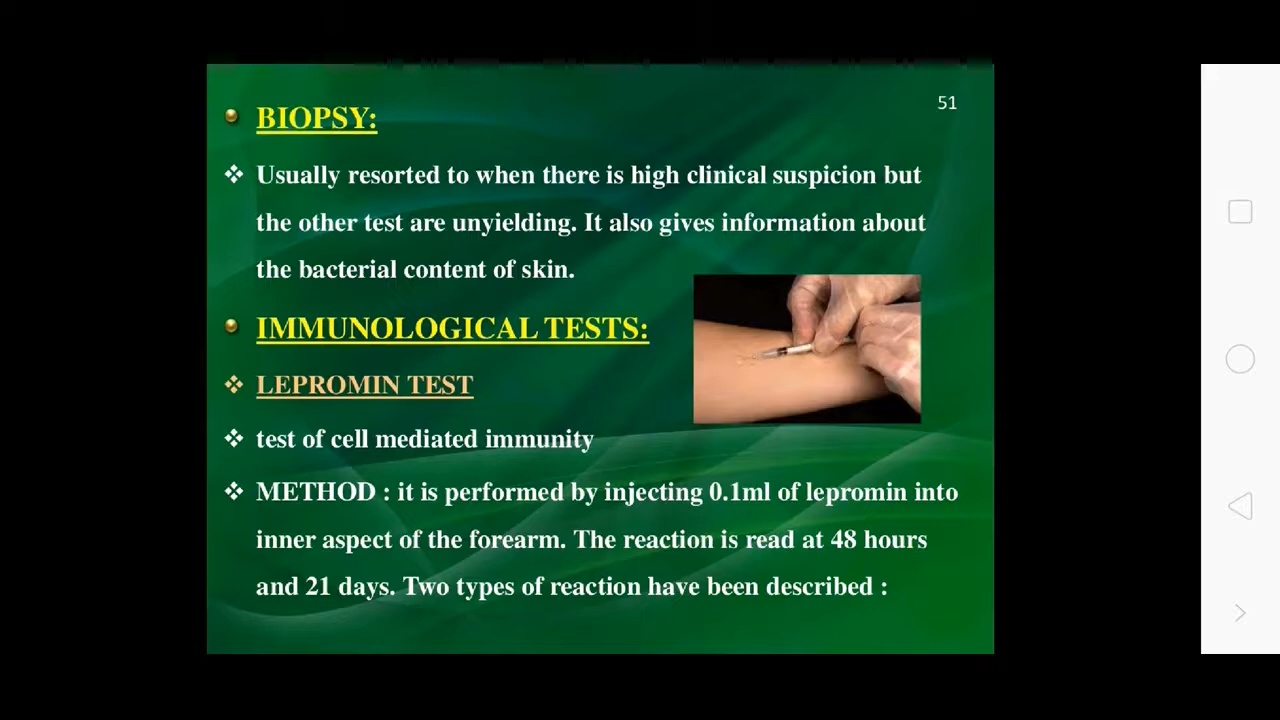 51
BIOPSY:
Usually resorted to when there is high clinical suspicion but
the other test are unyielding. It also gives information about
the bacterial content of skin.
IMMUNOLOGICAL TESTS:
LEPROMIN TEST
test of cell mediated immunity
METHOD : it is performed by injecting 0.1ml of lepromin into
inner aspect of the forearm. The reaction is read at 48 hours
and 21 days. Two types of reaction have been described :